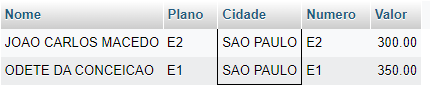 Nome Plano Cidade Numero Valor
JOAO CARLOS MACEDO E2 SAO PAULO E2 300.00
ODETE DA CONCEICAO E1 SAO PAULO E1 350.00